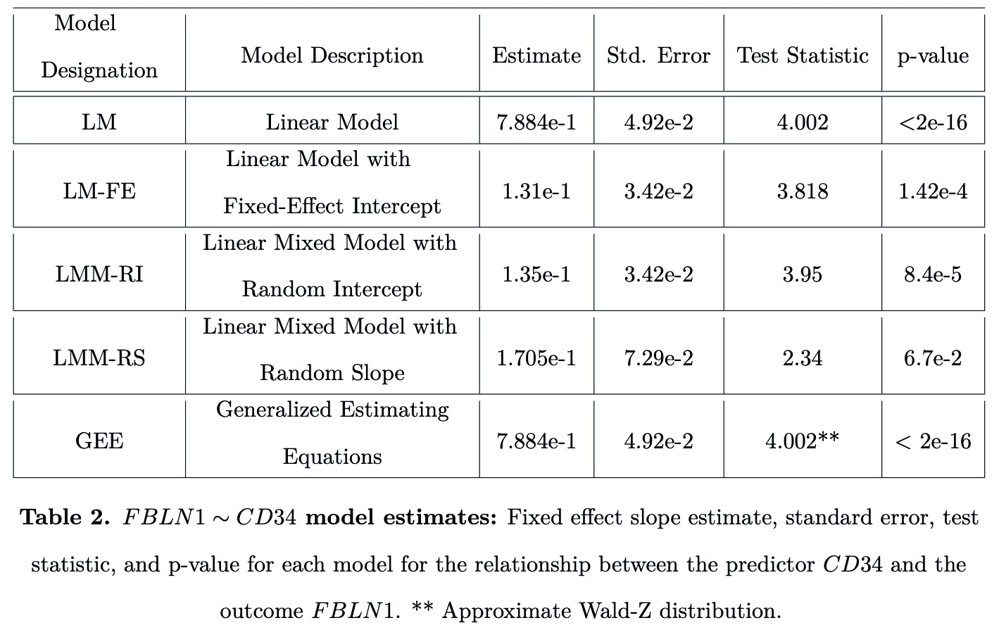 Model
Designation
Model Description
Estimate
Std. Error
Test Statistic
p-value
LM
Linear Model
7.884e-1
4.92e-2
4.002
<2e-16
LM-FE
Linear Model with
Fixed-Effect Intercept
1.31e-1
3.42e-2
3.818
1.42e-4
LMM-RI
Linear Mixed Model with
Random Intercept
1.35e-1
3.42e-2
3.95
8.4e-5
LMM-RS
Linear Mixed Model with
Random Slope
1.705e-1
7.29e-2
2.34
6.7e-2
GEE
Generalized Estimating
Equations
7.884e-1
4.92e-2
4.002**
< 2e-16
Table 2. FBLN1 ~ CD34 model estimates: Fixed effect slope estimate, standard error, test
statistic, and p-value for each model for the relationship between the predictor CD34 and the
outcome FBLN1. ** Approximate Wald-Z distribution.